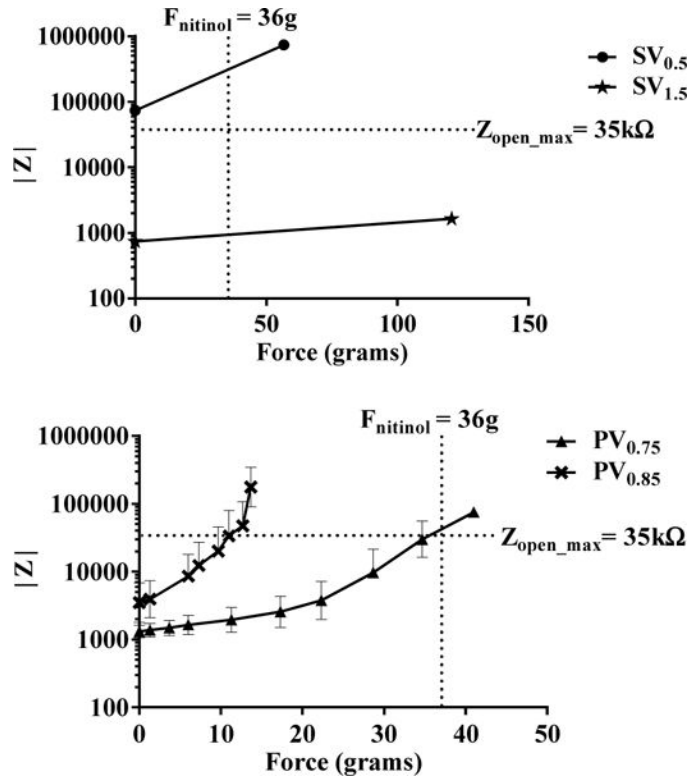 F_nitinol = 36g
1000000
100000
10000
1000
100
|Z|
SV_0.5
SV_1.5
Z_open_max = 35kΩ
0 50 100 150
Force (grams)
F_nitinol = 36g
1000000
100000
10000
1000
100
|Z|
PV_0.75
PV_0.85
Z_open_max = 35kΩ
0 10 20 30 40 50
Force (grams)